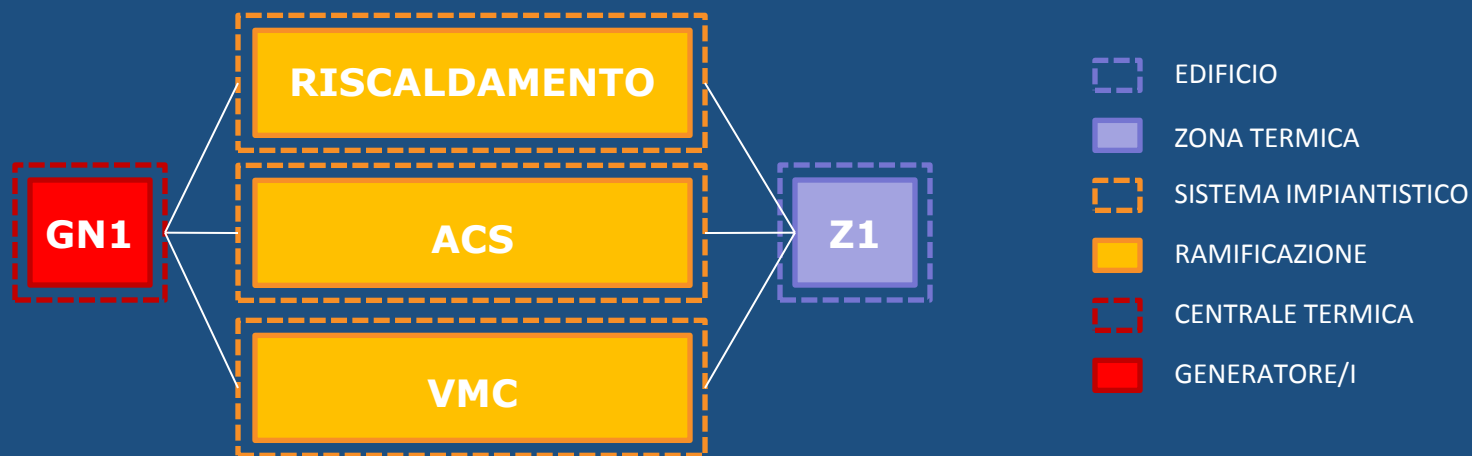 RISCALDAMENTO
GN1
ACS
Z1
VMC
EDIFICIO
ZONA TERMICA
SISTEMA IMPIANTISTICO
RAMIFICAZIONE
CENTRALE TERMICA
GENERATORE/I